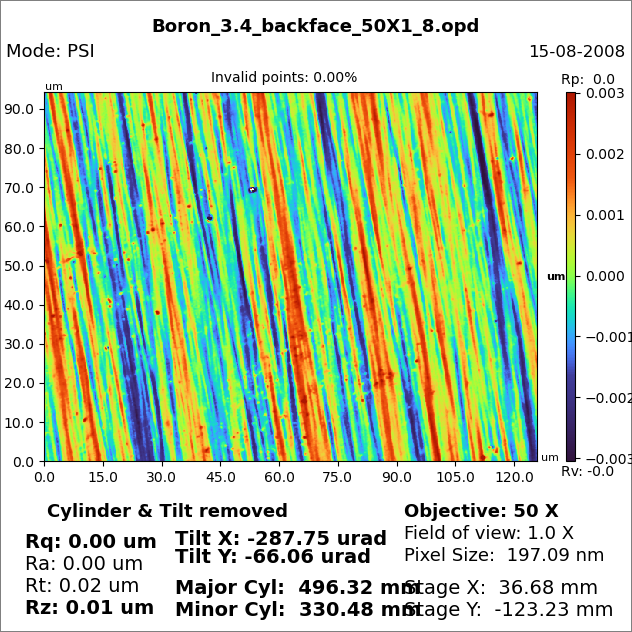 Boron_3.4_backface_50X1_8.opd
Mode: PSI
15-08-2008
Invalid points: 0.00%
Rp:  0.0
um
90.0
80.0
70.0
60.0
50.0
40.0
30.0
20.0
10.0
0.0
0.0 15.0 30.0 45.0 60.0 75.0 90.0 105.0 120.0
um
0.003
0.002
0.001
um
0.000
−0.001
−0.002
−0.003
Rv: -0.0
Cylinder & Tilt removed
Rq: 0.00 um
Ra: 0.00 um
Rt: 0.02 um
Rz: 0.01 um
Tilt X: -287.75 urad
Tilt Y: -66.06 urad
Major Cyl:  496.32 mm
Minor Cyl:  330.48 mm
Objective: 50 X
Field of view: 1.0 X
Pixel Size:  197.09 nm
Stage X:  36.68 mm
Stage Y:  -123.23 mm